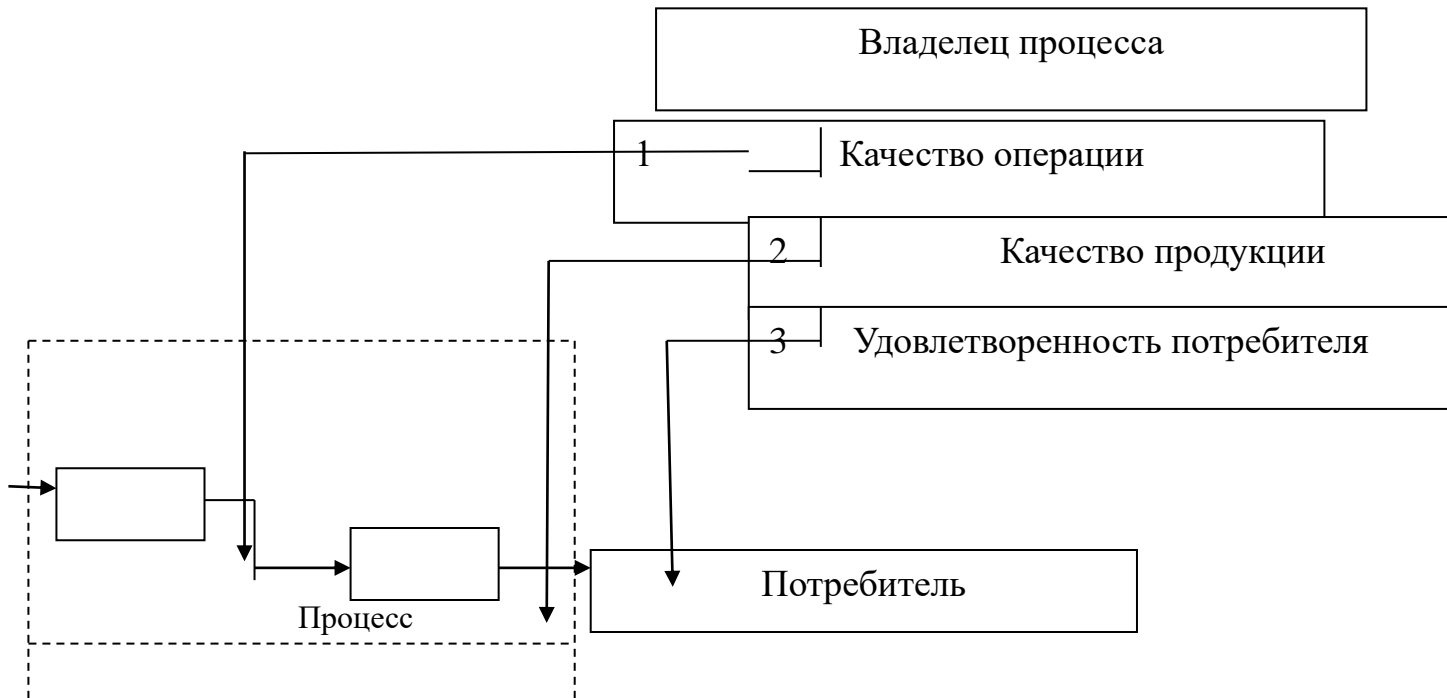 Владелец процесса
1 Качество операции
2 Качество продукции
3 Удовлетворенность потребителя
Потребитель
Процесс